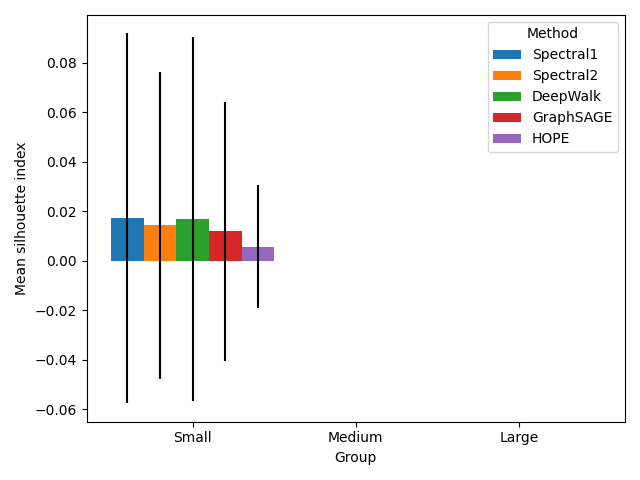 Method
Spectral1
Spectral2
DeepWalk
GraphSAGE
HOPE
Mean silhouette index
0.08
0.06
0.04
0.02
0.00
−0.02
−0.04
−0.06
Small
Medium
Large
Group